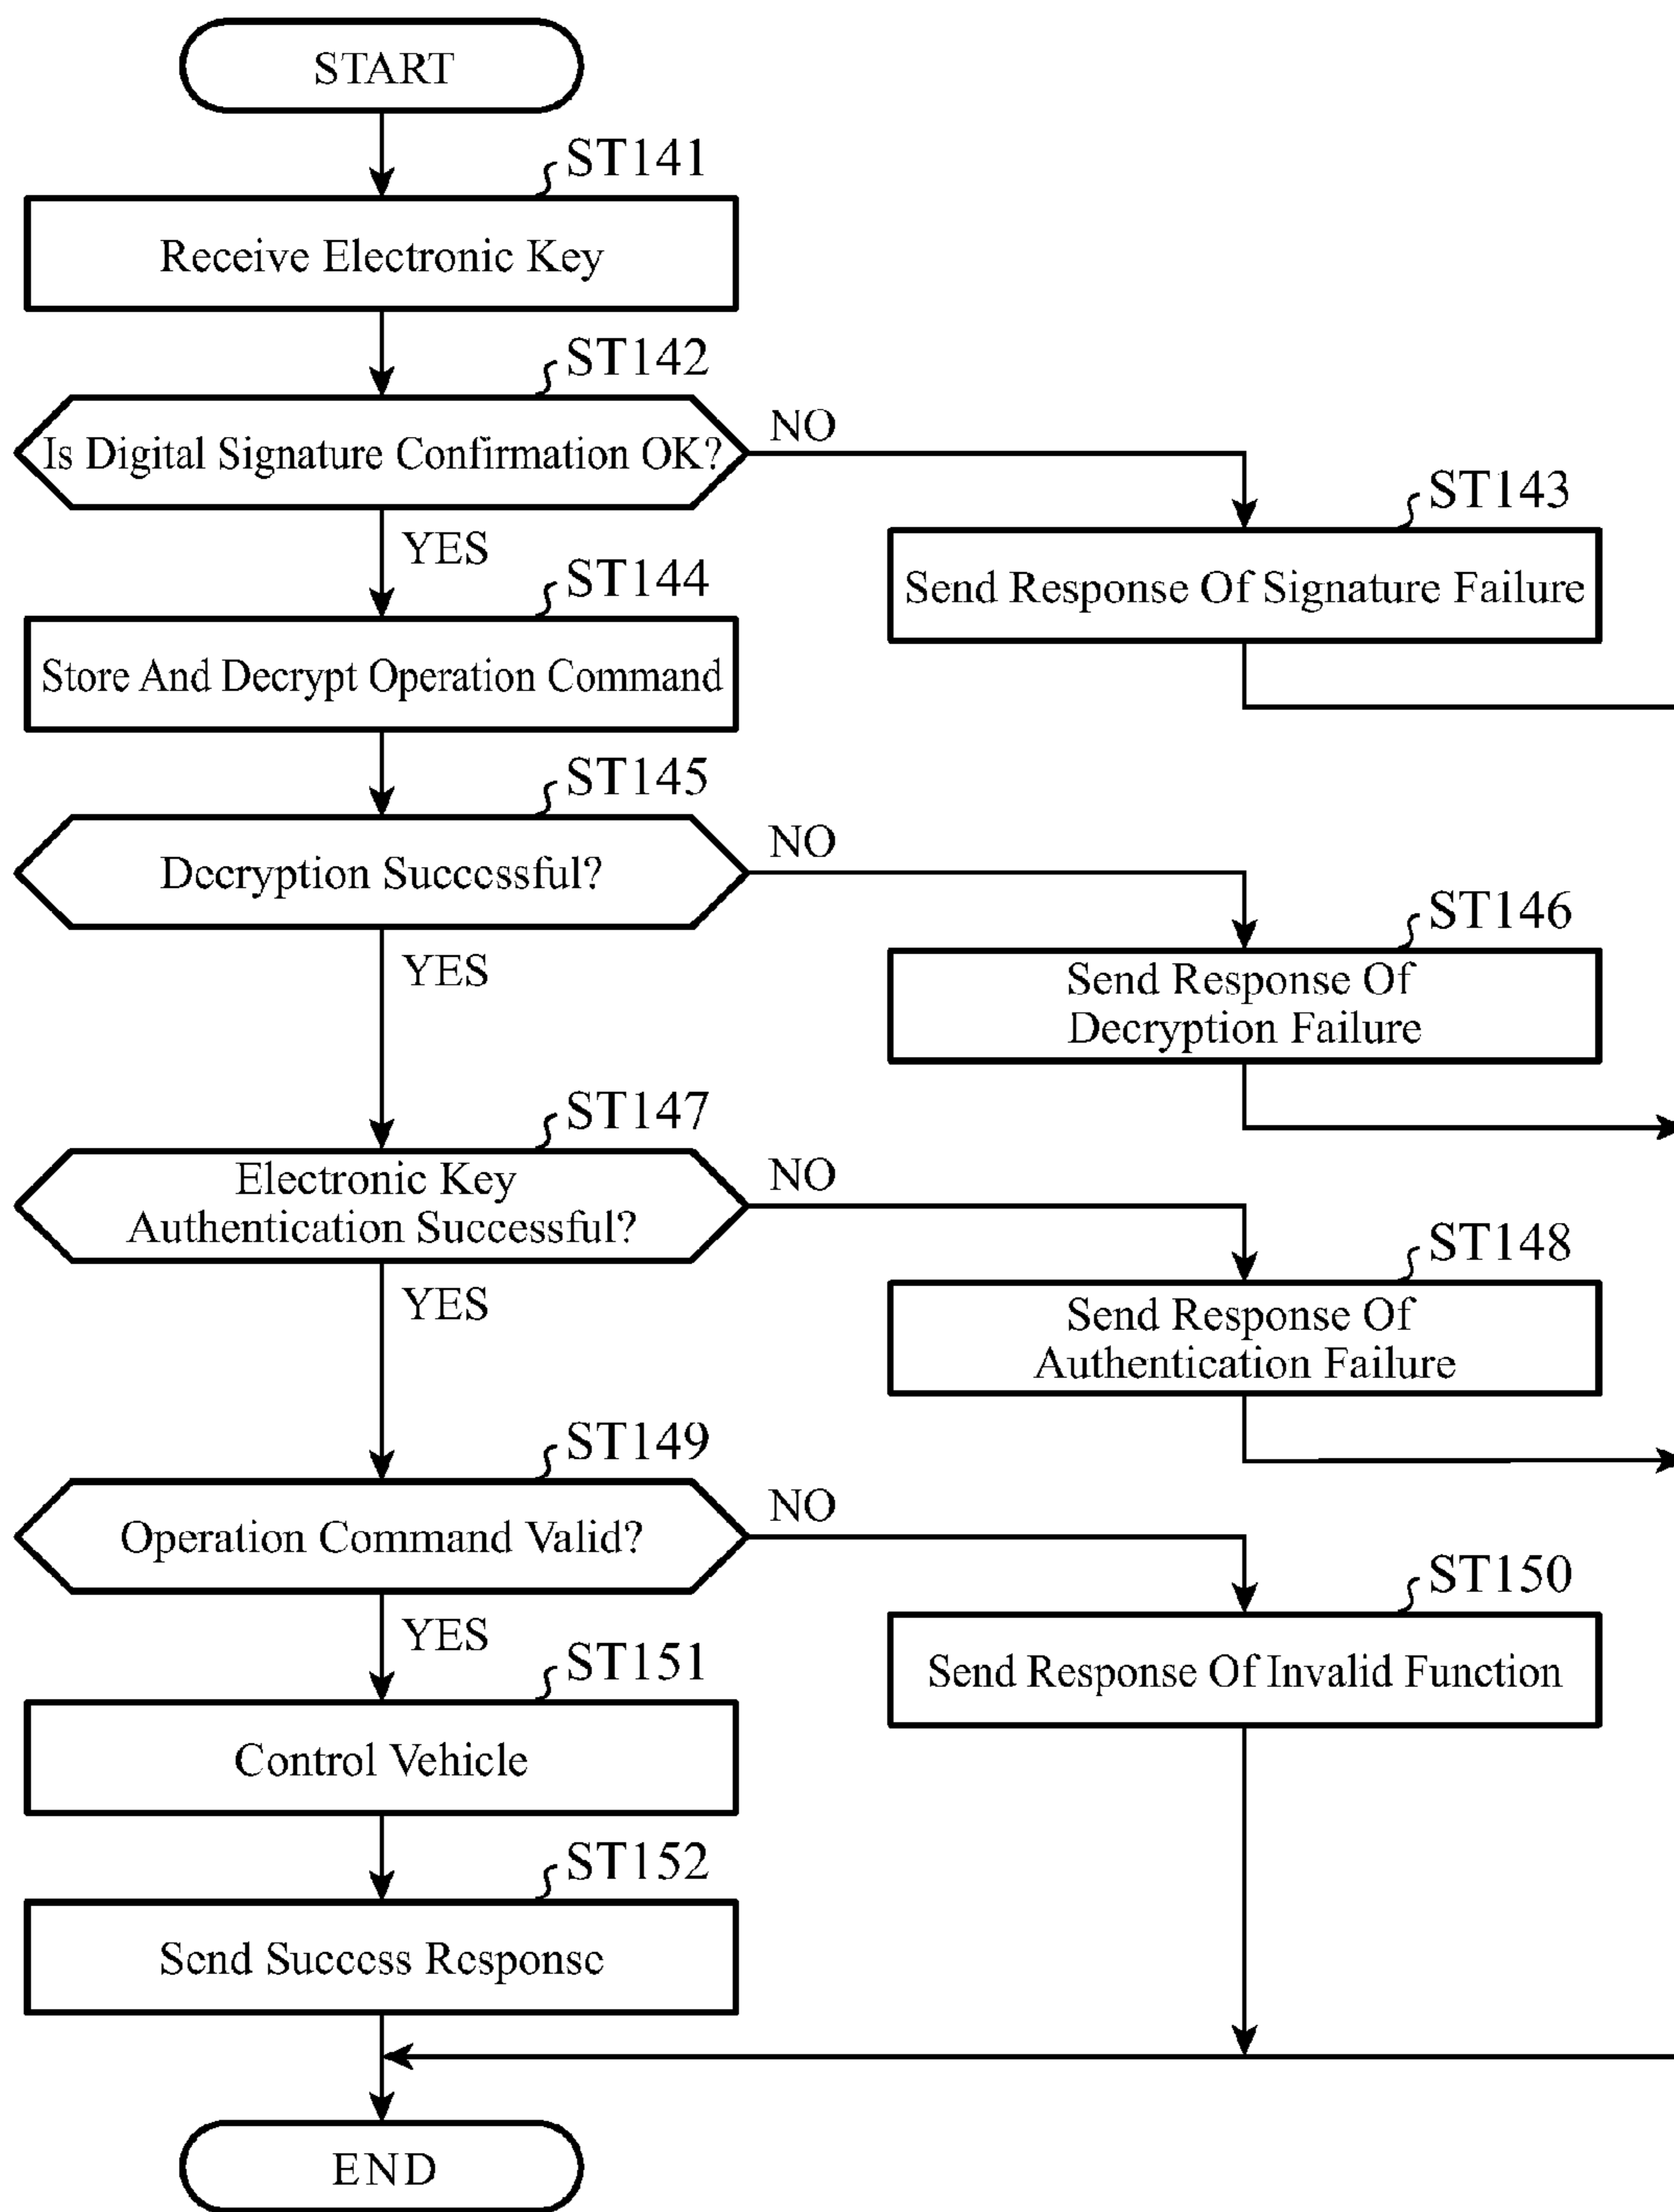 START
ST141
Receive Electronic Key
ST142
Is Digital Signature Confirmation OK?
NO
YES
ST143
Send Response Of Signature Failure
ST144
Store And Decrypt Operation Command
ST145
Decryption Successful?
NO
YES
ST146
Send Response Of
Decryption Failure
ST147
Electronic Key
Authentication Successful?
NO
YES
ST148
Send Response Of
Authentication Failure
ST149
Operation Command Valid?
NO
YES
ST150
Send Response Of Invalid Function
ST151
Control Vehicle
ST152
Send Success Response
END